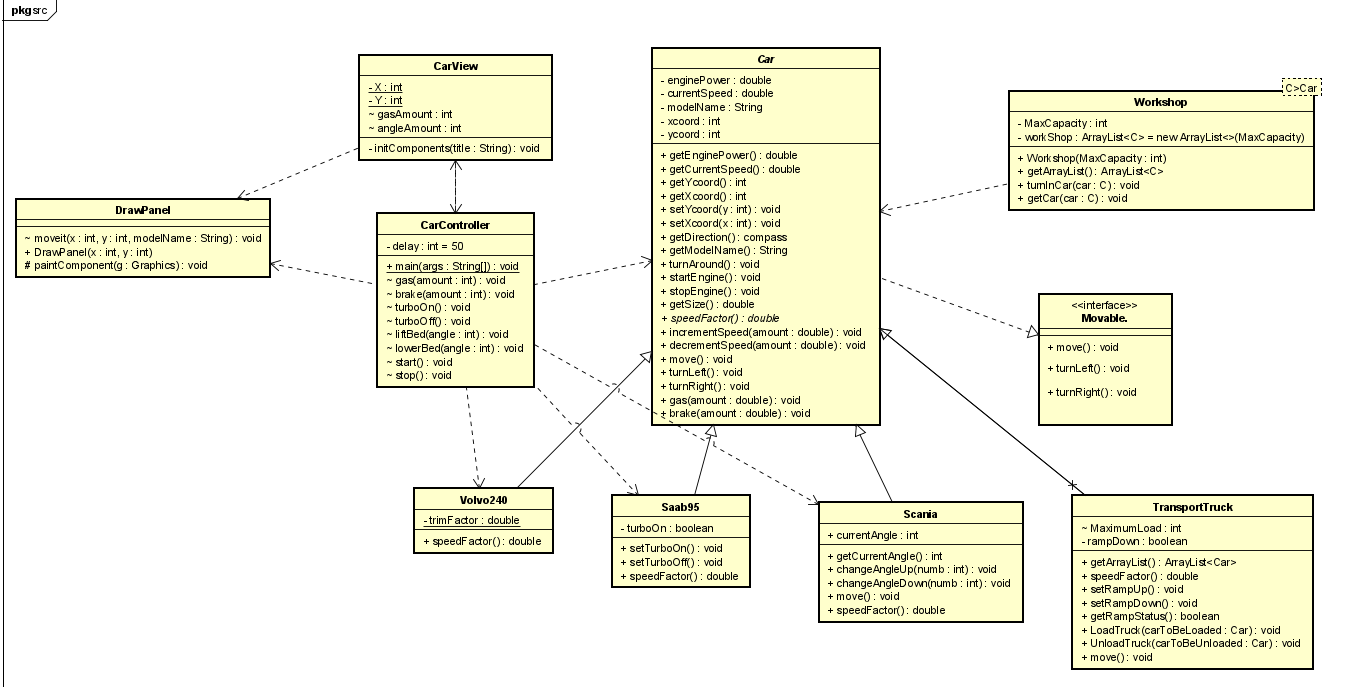 pkg src
CarView
- X : int
- Y : int
~ gasAmount : int
~ angleAmount : int
- initComponents(title : String) : void
DrawPanel
~ moveit(x : int, y : int, modelName : String) : void
+ DrawPanel(x : int, y : int)
# paintComponent(g : Graphics) : void
CarController
- delay : int = 50
+ main(args : String[]) : void
~ gas(amount : int) : void
~ brake(amount : int) : void
~ turboOn() : void
~ turboOff() : void
~ liftBed(angle : int) : void
~ lowerBed(angle : int) : void
~ start() : void
~ stop() : void
Car
- enginePower : double
- currentSpeed : double
- modelName : String
- xcoord : int
- ycoord : int
+ getEnginePower() : double
+ getCurrentSpeed() : double
+ getYcoord() : int
+ getXcoord() : int
+ setYcoord(y : int) : void
+ setXcoord(x : int) : void
+ getDirection() : compass
+ getModelName() : String
+ turnAround() : void
+ startEngine() : void
+ stopEngine() : void
+ getSize() : double
+ speedFactor() : double
+ incrementSpeed(amount : double) : void
+ decrementSpeed(amount : double) : void
+ move() : void
+ turnLeft() : void
+ turnRight() : void
+ gas(amount : double) : void
+ brake(amount : double) : void
C>Car
Workshop
- MaxCapacity : int
- workShop : ArrayList<C> = new ArrayList<>(MaxCapacity)
+ Workshop(MaxCapacity : int)
+ getArrayList() : ArrayList<C>
+ turnInCar(car : C) : void
+ getCar(car : C) : void
<<interface>>
Movable.
+ move() : void
+ turnLeft() : void
+ turnRight() : void
Volvo240
- trimFactor : double
+ speedFactor() : double
Saab95
- turboOn : boolean
+ setTurboOn() : void
+ setTurboOff() : void
+ speedFactor() : double
Scania
+ currentAngle : int
+ getCurrentAngle() : int
+ changeAngleUp(numb : int) : void
+ changeAngleDown(numb : int) : void
+ move() : void
+ speedFactor() : double
TransportTruck
~ MaximumLoad : int
- rampDown : boolean
+ getArrayList() : ArrayList<Car>
+ speedFactor() : double
+ setRampUp() : void
+ setRampDown() : void
+ getRampStatus() : boolean
+ LoadTruck(carToBeLoaded : Car) : void
+ UnloadTruck(carToBeUnloaded : Car) : void
+ move() : void